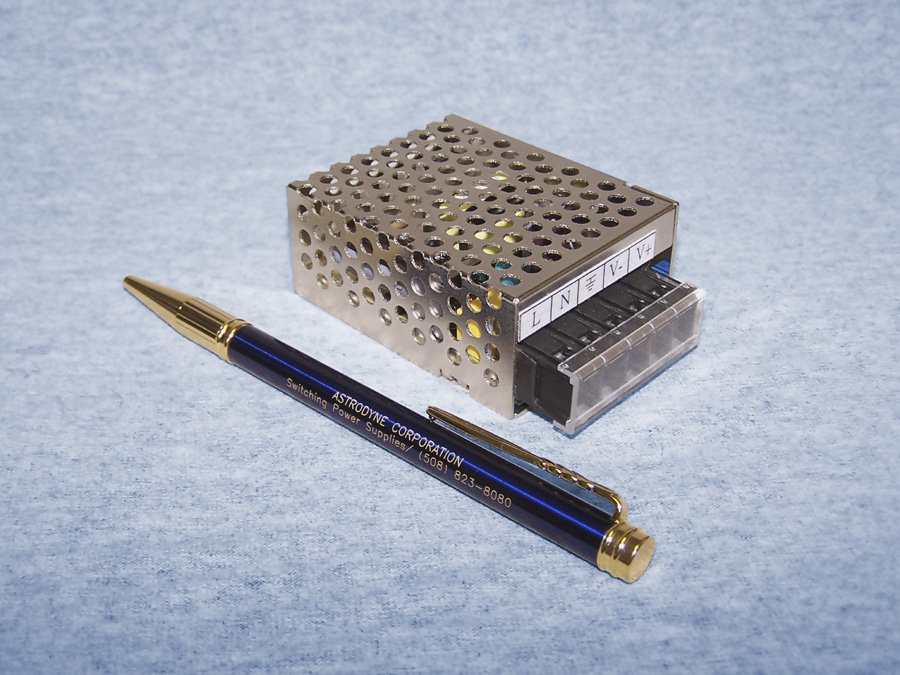 L N ⏚ V- V+
ASTRODYNE CORPORATION
Switching Power Supplies/ (508) 823-8080